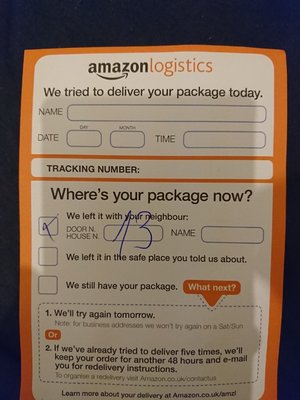 amazonlogistics
We tried to deliver your package today.
NAME
DAY MONTH
DATE TIME
TRACKING NUMBER:
Where's your package now?
We left it with your neighbour:
DOOR N. HOUSE N. 13 NAME
We left it in the safe place you told us about.
We still have your package. What next?
1. We'll try again tomorrow.
Note: for business addresses we won't try again on a Sat/Sun
Or
2. If we've already tried to deliver five times, we'll
keep your order for another 48 hours and e-mail
you for redelivery instructions.
To organise a redelivery visit Amazon.co.uk/contactus
Learn more about your delivery at Amazon.co.uk/amzl